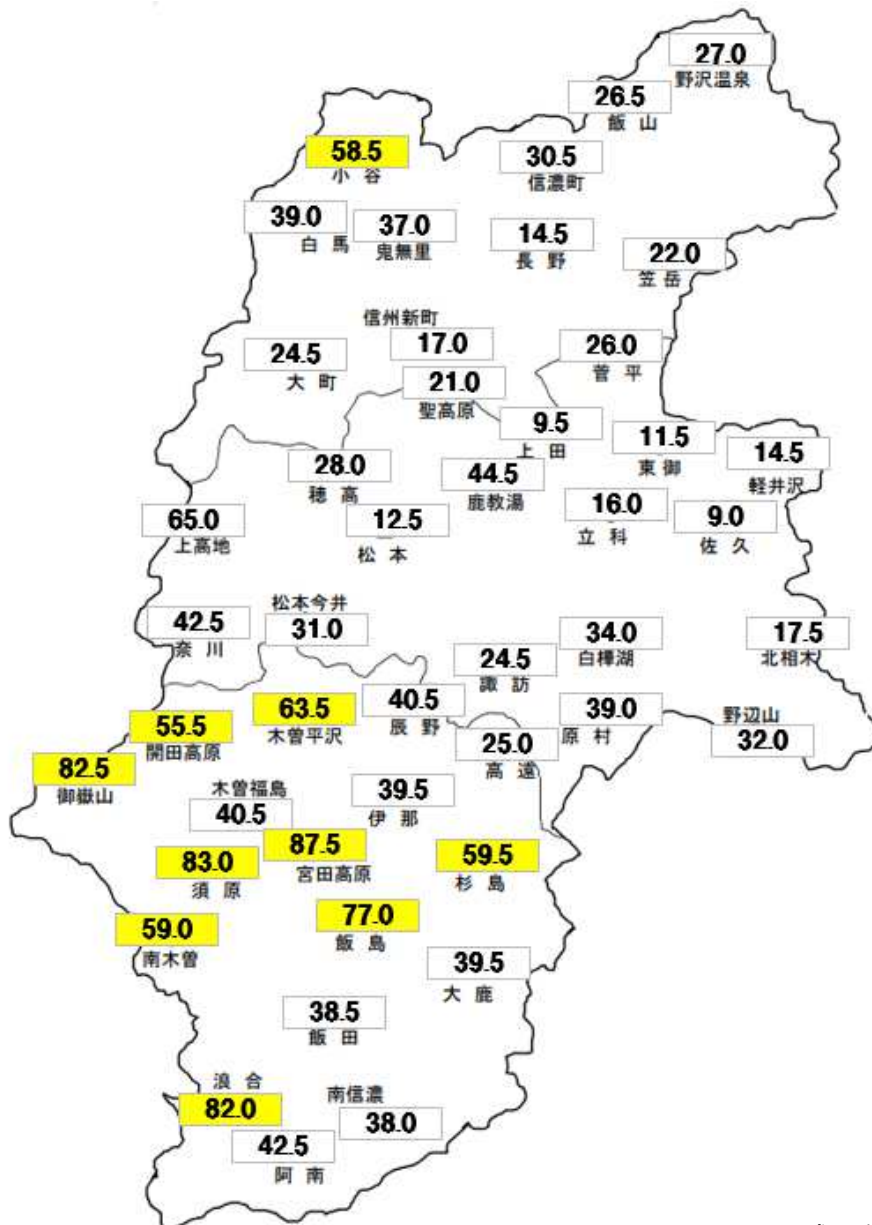 27.0
野沢温泉
26.5
飯山
58.5
小谷
30.5
信濃町
39.0
白馬
37.0
鬼無里
14.5
長野
22.0
笠岳
信州新町
17.0
24.5
大町
26.0
菅平
21.0
聖高原
9.5
上田
11.5
東御
14.5
軽井沢
28.0
穂高
44.5
鹿教湯
16.0
立科
9.0
佐久
65.0
上高地
12.5
松本
42.5
奈川
松本今井
31.0
34.0
白樺湖
17.5
北相木
24.5
諏訪
63.5
木曽平沢
40.5
辰野
39.0
原村
野辺山
32.0
55.5
開田高原
25.0
高遠
82.5
御嶽山
木曽福島
40.5
39.5
伊那
83.0
須原
87.5
宮田高原
59.5
杉島
59.0
南木曽
77.0
飯島
39.5
大鹿
38.5
飯田
浪合
82.0
南信濃
38.0
42.5
阿南